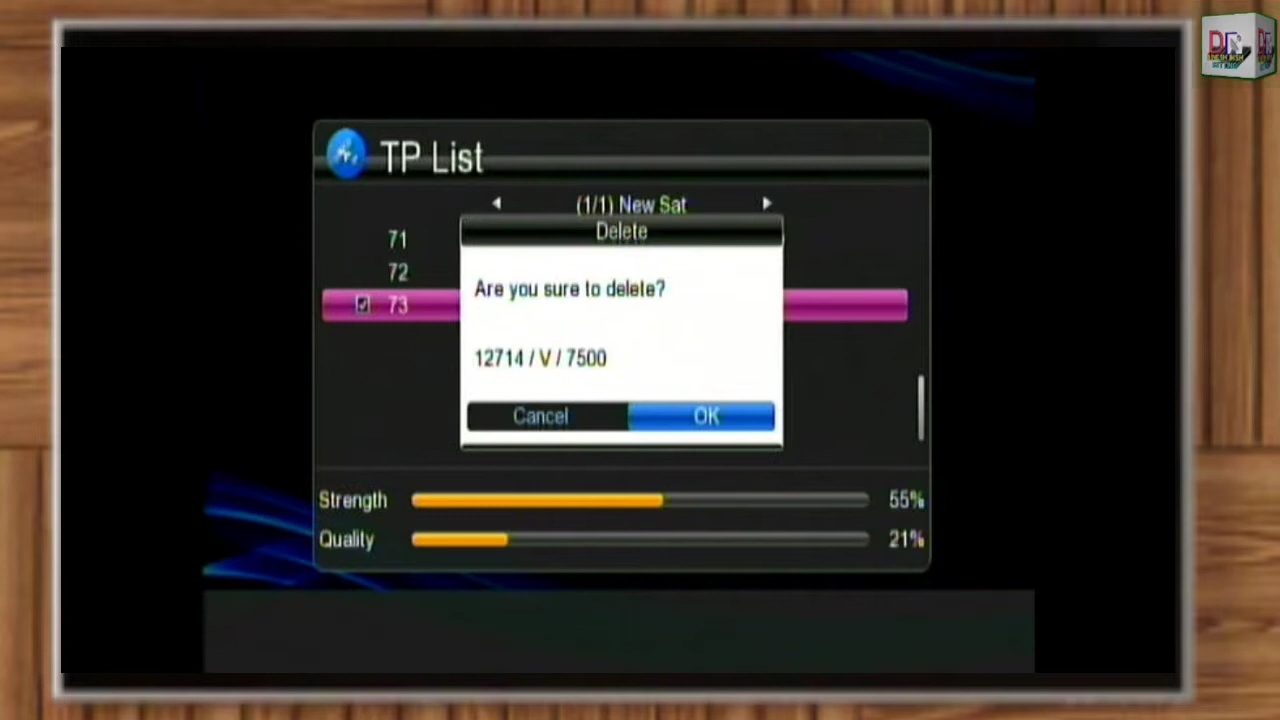 TP List
(1/1) New Sat
71
72
73
Delete
Are you sure to delete?
12714 / V / 7500
Cancel
OK
Strength
55%
Quality
21%